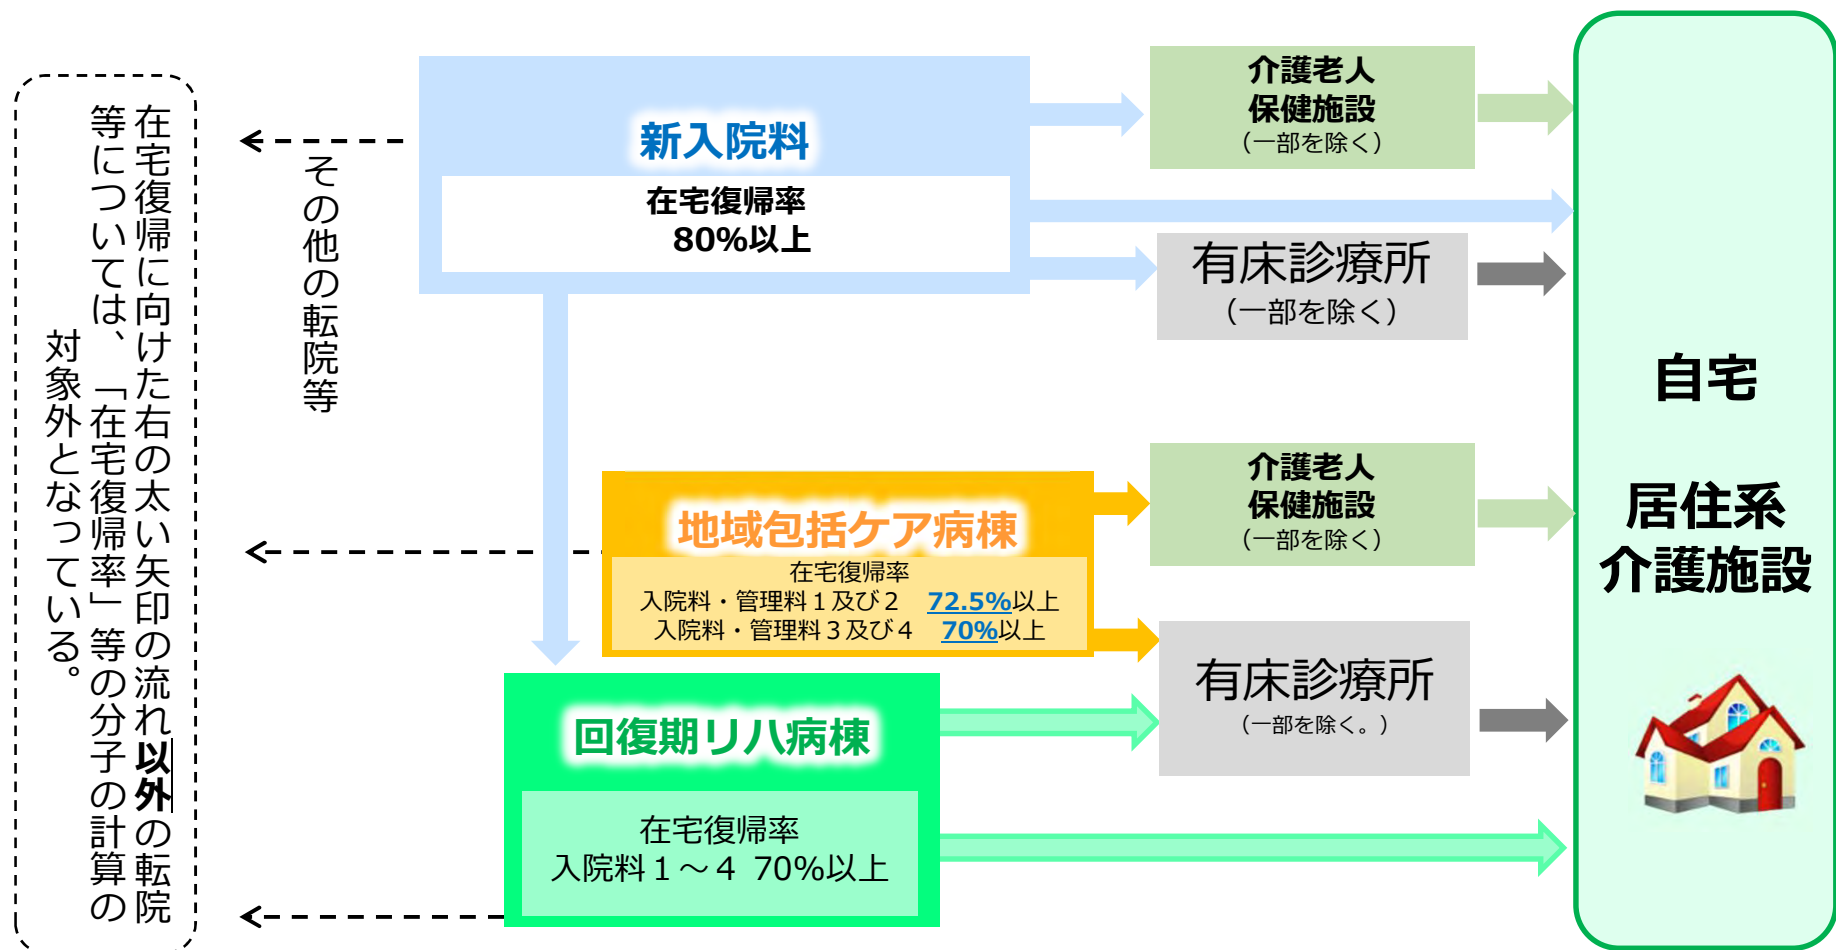 在宅復帰に向けた右の太い矢印の流れ以外の転院
等については、「在宅復帰率」等の分子の計算の
対象外となっている。
その他の転院等
新入院料
在宅復帰率
80%以上
介護老人
保健施設
（一部を除く）
有床診療所
（一部を除く）
地域包括ケア病棟
在宅復帰率
入院料・管理料１及び２　72.5%以上
入院料・管理料３及び４　70%以上
介護老人
保健施設
（一部を除く）
有床診療所
（一部を除く。）
回復期リハ病棟
在宅復帰率
入院料１～４ 70%以上
自宅
居住系
介護施設